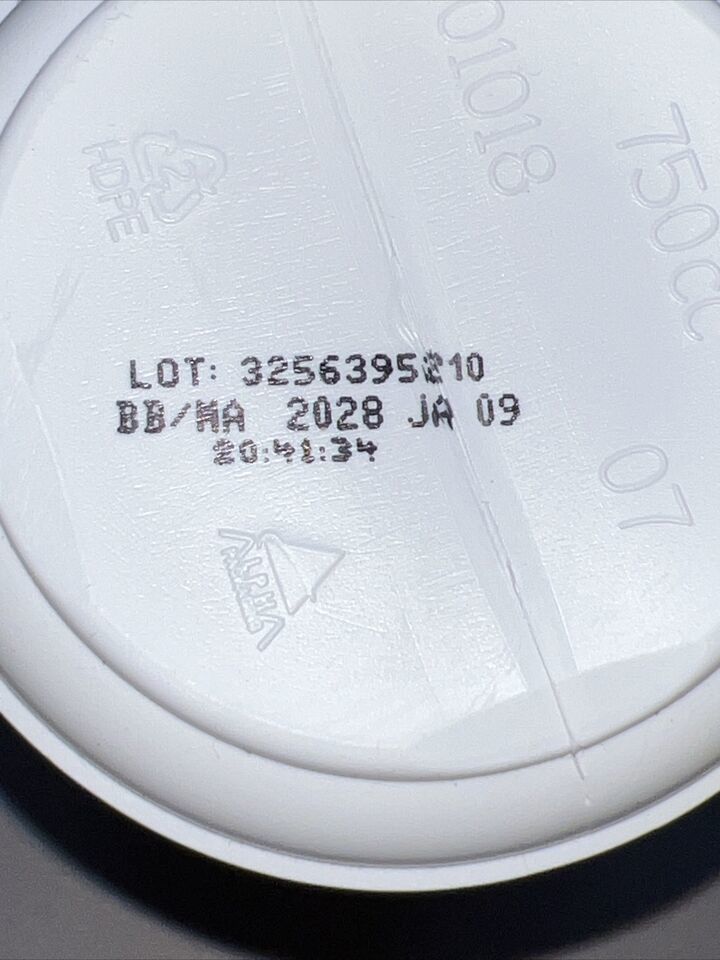 01018
750cc
HDPE
LOT: 3256395210
BB/MA 2028 JA 09
20:41:34
07
ALPHA